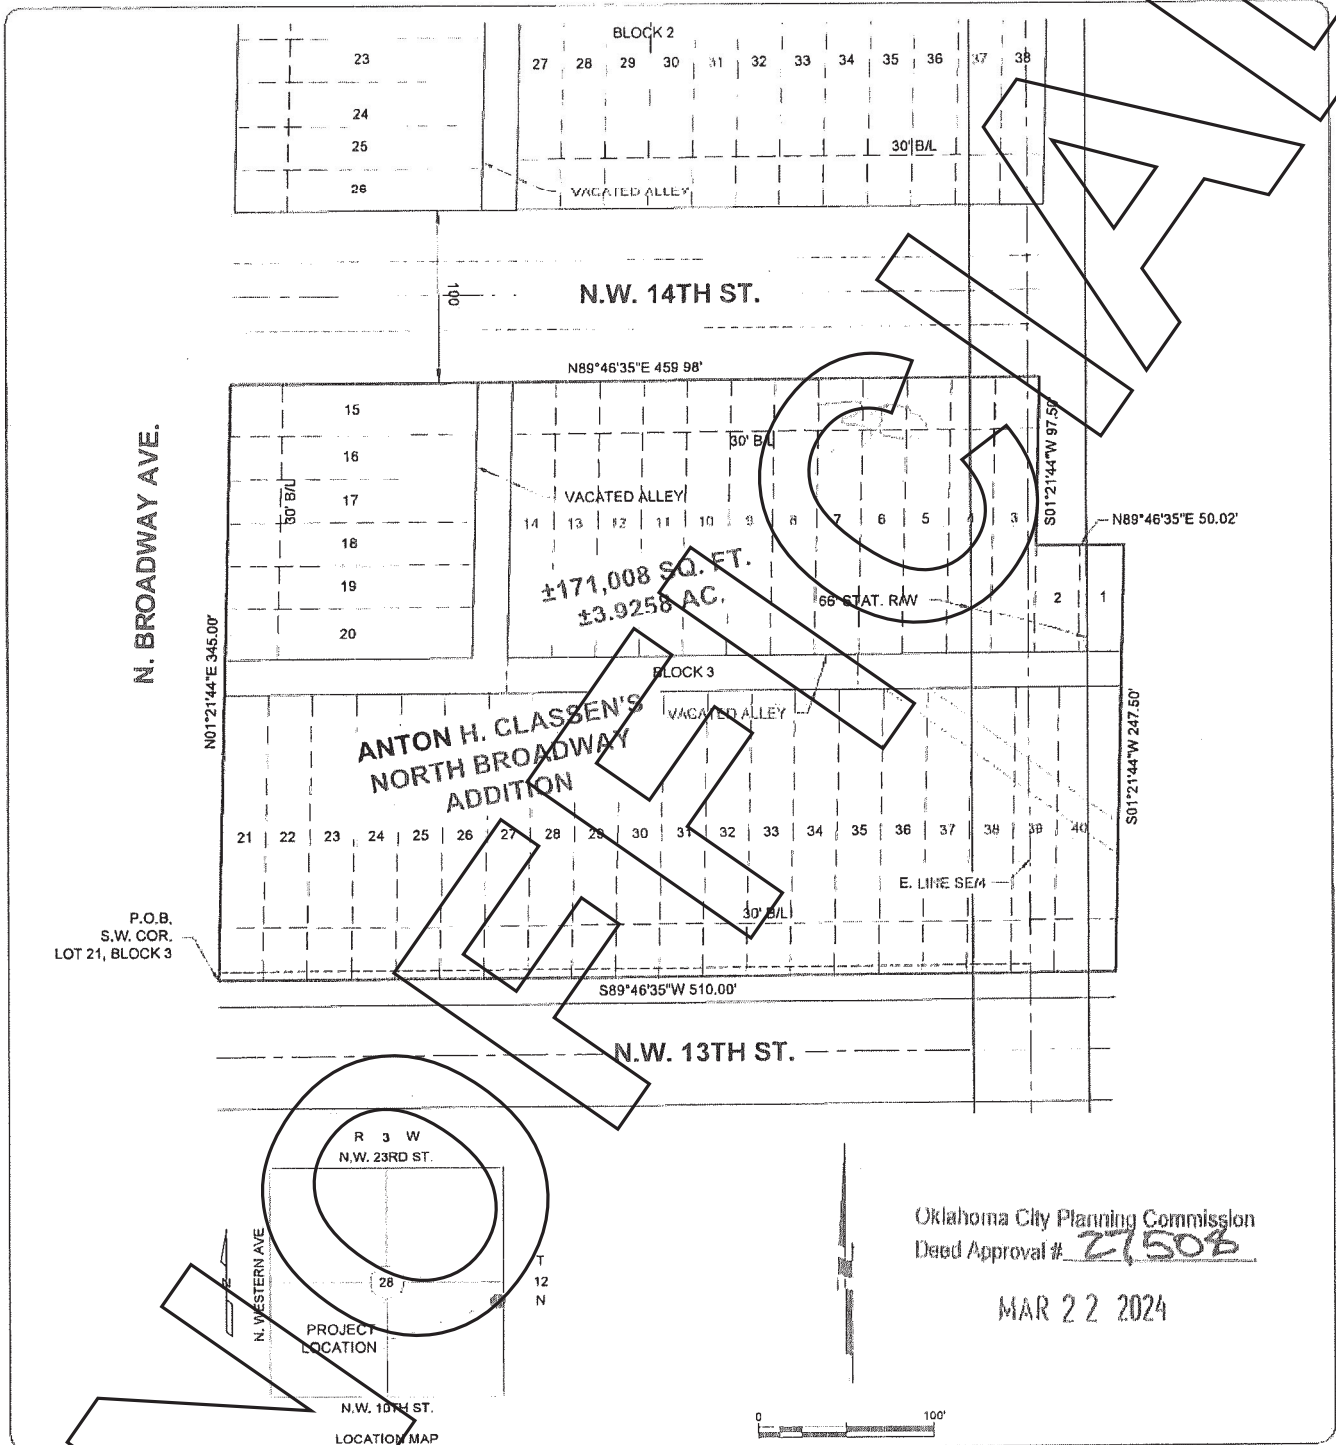 BLOCK 2
23
27 28 29 30 31 32 33 34 35 36 37 38
24
25
30' B/L
26
VACATED ALLEY
100
N.W. 14TH ST.
N89°46'35"E 459 98'
N. BROADWAY AVE.
15
16
17
18
19
20
30' B/L
30' B/L
VACATED ALLEY
14 13 12 11 10 9 8 7 6 5 4 3
S01°21'44"W 97.50'
N89°46'35"E 50.02'
2 1
±171,008 SQ. FT.
±3.9258 AC.
66' STAT. R/W
N01°21'44"E 345.00'
BLOCK 3
VACATED ALLEY
S01°21'44"W 247.50'
ANTON H. CLASSEN'S
NORTH BROADWAY
ADDITION
21 22 23 24 25 26 27 28 29 30 31 32 33 34 35 36 37 38 39 40
E. LINE SE/4
30' B/L
P.O.B.
S.W. COR.
LOT 21, BLOCK 3
S89°46'35"W 510.00'
N.W. 13TH ST.
R 3 W
N.W. 23RD ST.
N. WESTERN AVE
28
T
12
N
PROJECT
LOCATION
N.W. 10TH ST.
LOCATION MAP
N
Oklahoma City Planning Commission
Deed Approval #
MAR 22 2024
0 100'